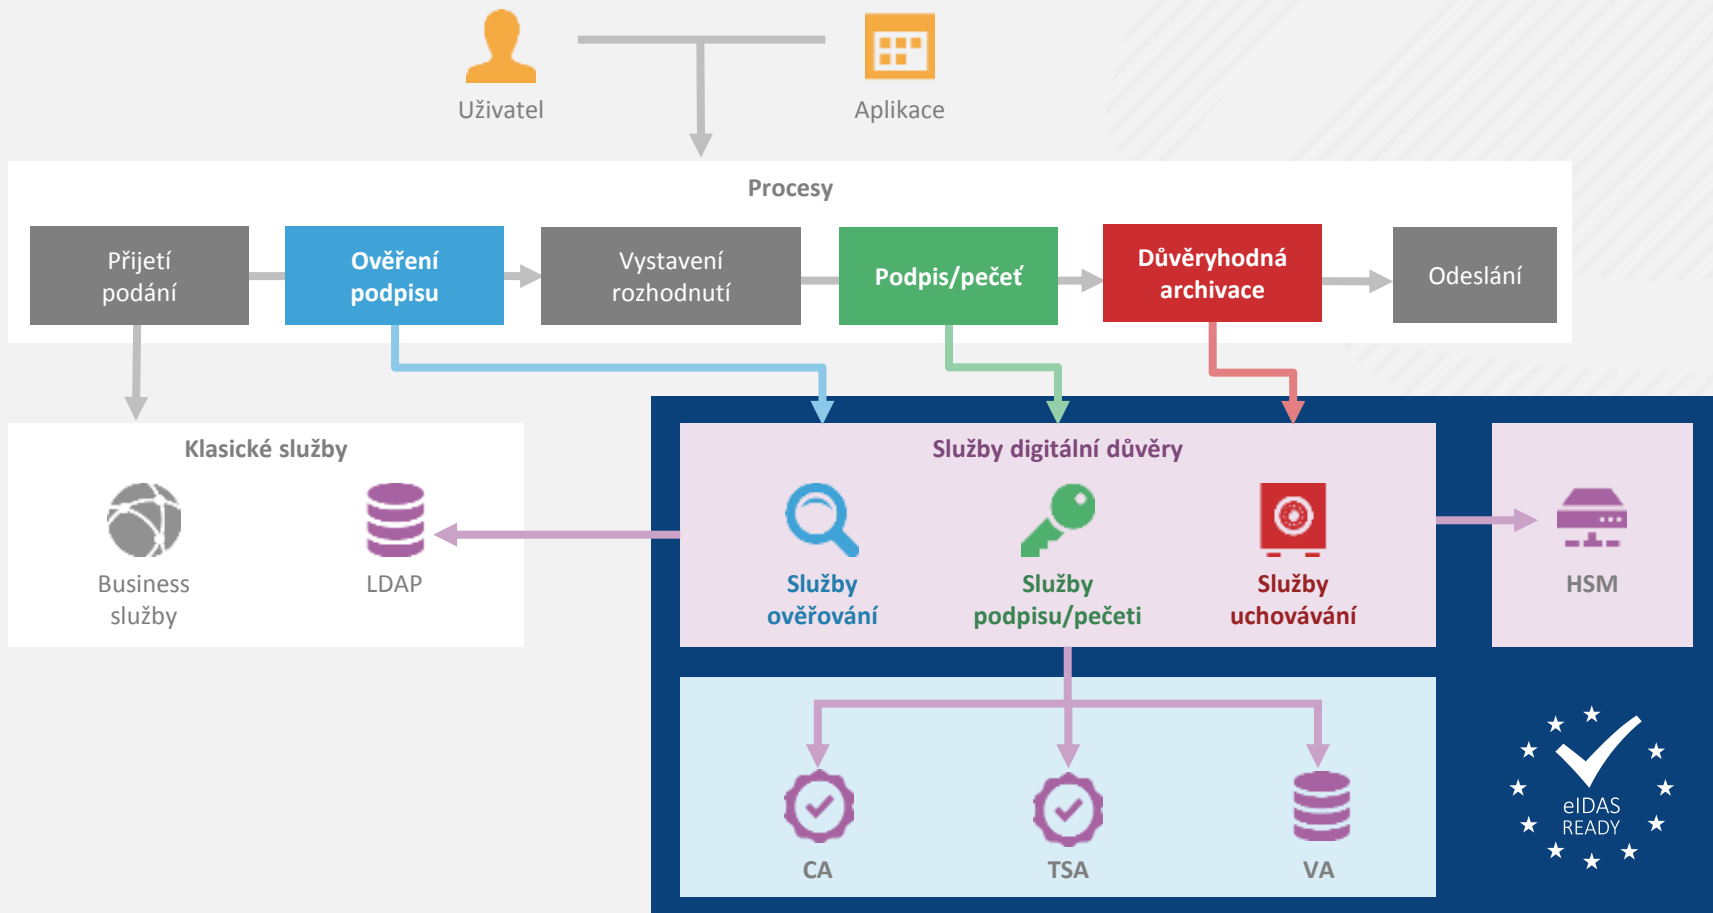 Uživatel
Aplikace
Procesy
Přijetí
podání
Ověření
podpisu
Vystavení
rozhodnutí
Podpis/pečeť
Důvěryhodná
archivace
Odeslání
Klasické služby
Business
služby
LDAP
Služby digitální důvěry
Služby
ověřování
Služby
podpisu/pečeti
Služby
uchovávání
HSM
CA
TSA
VA
eIDAS
READY